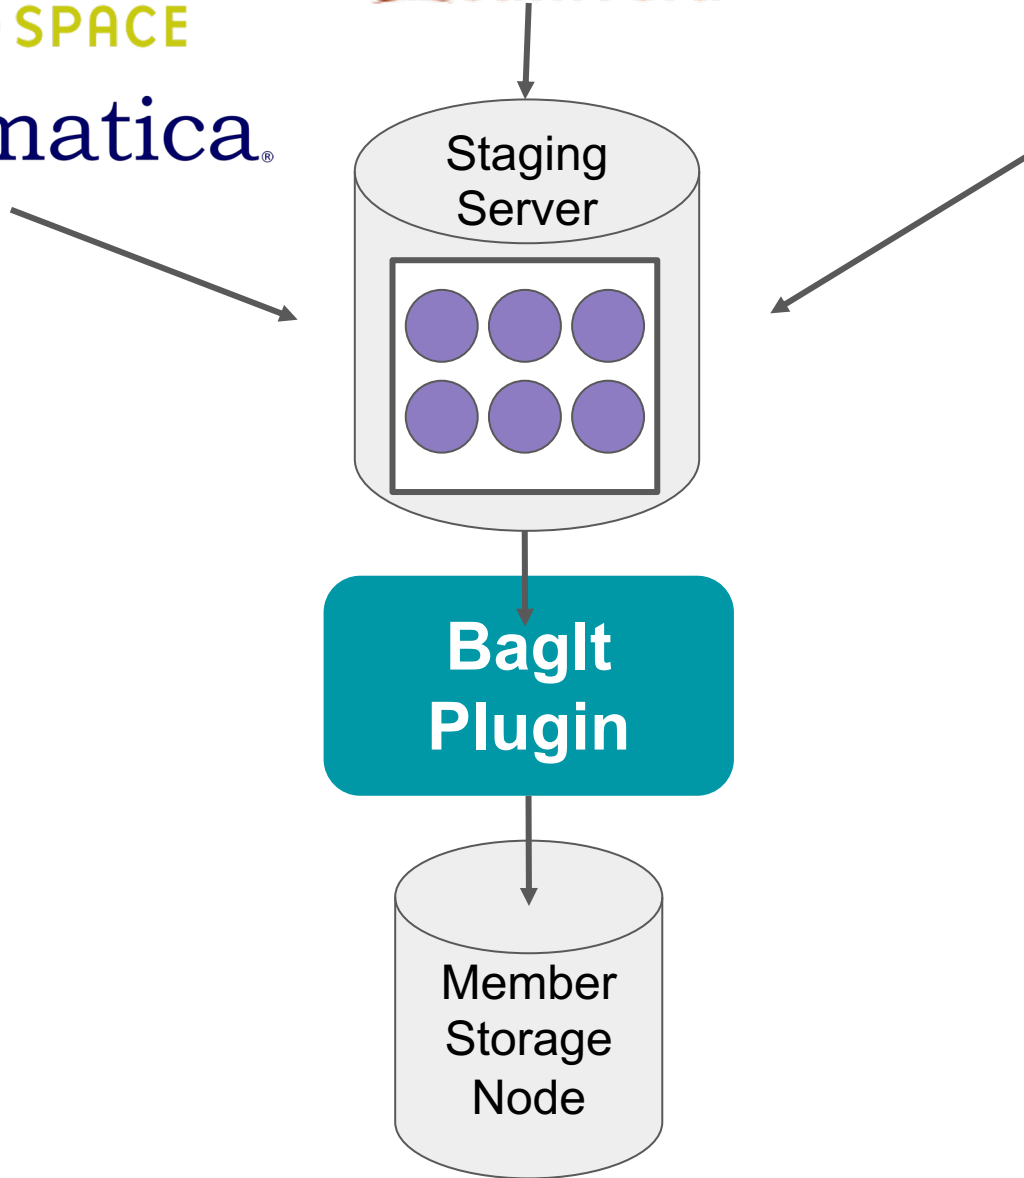 SPACE
matica®
Staging
Server
BagIt
Plugin
Member
Storage
Node